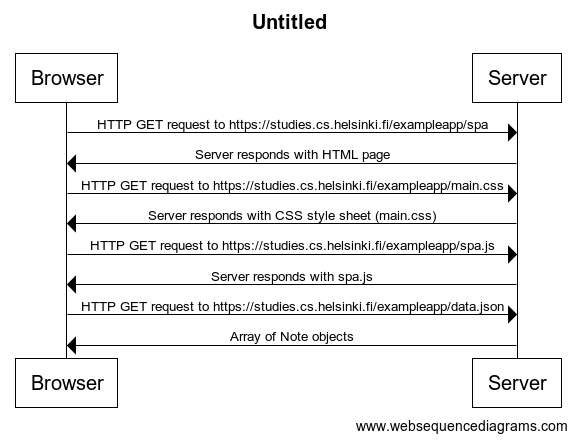 Untitled
Browser
Server
HTTP GET request to https://studies.cs.helsinki.fi/exampleapp/spa
Server responds with HTML page
HTTP GET request to https://studies.cs.helsinki.fi/exampleapp/main.css
Server responds with CSS style sheet (main.css)
HTTP GET request to https://studies.cs.helsinki.fi/exampleapp/spa.js
Server responds with spa.js
HTTP GET request to https://studies.cs.helsinki.fi/exampleapp/data.json
Array of Note objects
Browser
Server
www.websequencediagrams.com